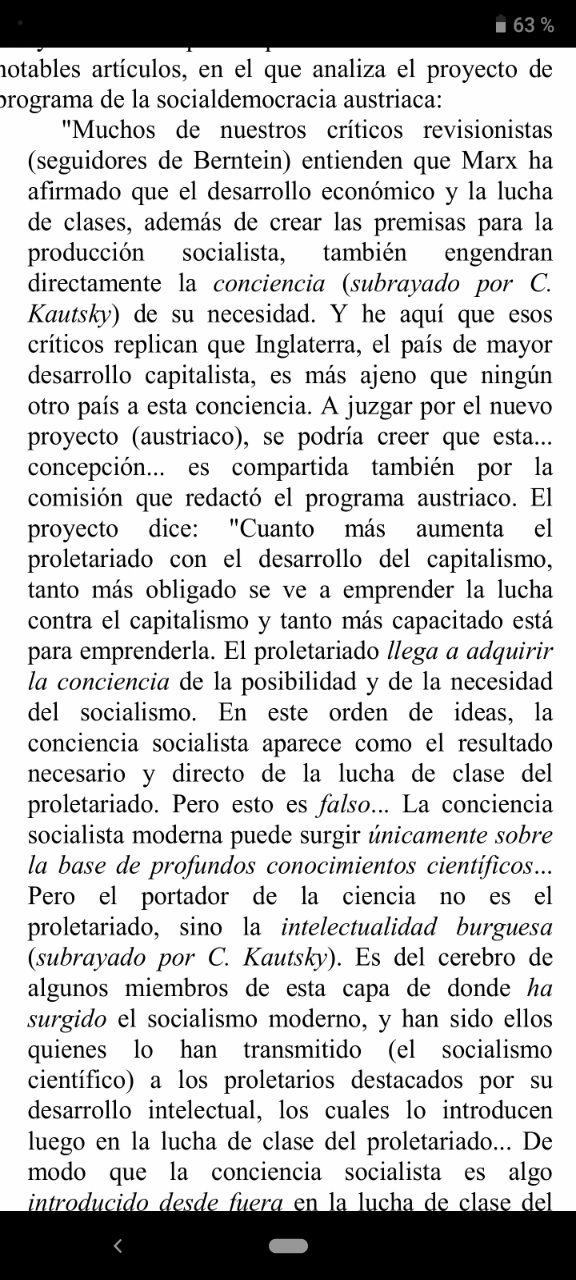 63 %
notables artículos, en el que analiza el proyecto de
programa de la socialdemocracia austriaca:
"Muchos de nuestros críticos revisionistas
(seguidores de Berntein) entienden que Marx ha
afirmado que el desarrollo económico y la lucha
de clases, además de crear las premisas para la
producción socialista, también engendran
directamente la conciencia (subrayado por C.
Kautsky) de su necesidad. Y he aquí que esos
críticos replican que Inglaterra, el país de mayor
desarrollo capitalista, es más ajeno que ningún
otro país a esta conciencia. A juzgar por el nuevo
proyecto (austriaco), se podría creer que esta...
concepción... es compartida también por la
comisión que redactó el programa austriaco. El
proyecto dice: "Cuanto más aumenta el
proletariado con el desarrollo del capitalismo,
tanto más obligado se ve a emprender la lucha
contra el capitalismo y tanto más capacitado está
para emprenderla. El proletariado llega a adquirir
la conciencia de la posibilidad y de la necesidad
del socialismo. En este orden de ideas, la
conciencia socialista aparece como el resultado
necesario y directo de la lucha de clase del
proletariado. Pero esto es falso... La conciencia
socialista moderna puede surgir únicamente sobre
la base de profundos conocimientos científicos...
Pero el portador de la ciencia no es el
proletariado, sino la intelectualidad burguesa
(subrayado por C. Kautsky). Es del cerebro de
algunos miembros de esta capa de donde ha
surgido el socialismo moderno, y han sido ellos
quienes lo han transmitido (el socialismo
científico) a los proletarios destacados por su
desarrollo intelectual, los cuales lo introducen
luego en la lucha de clase del proletariado... De
modo que la conciencia socialista es algo
introducido desde fuera en la lucha de clase del